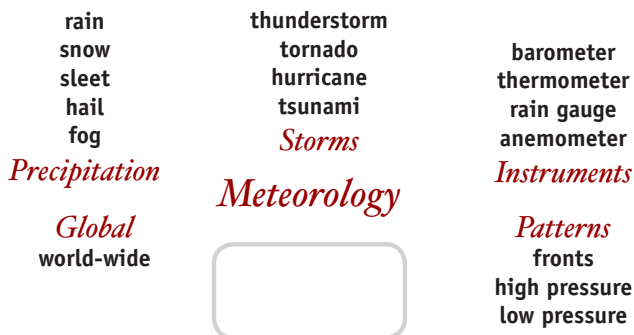 rain
snow
sleet
hail
fog
Precipitation
thunderstorm
tornado
hurricane
tsunami
Storms
barometer
thermometer
rain gauge
anemometer
Instruments
Meteorology
Global
world-wide
Patterns
fronts
high pressure
low pressure